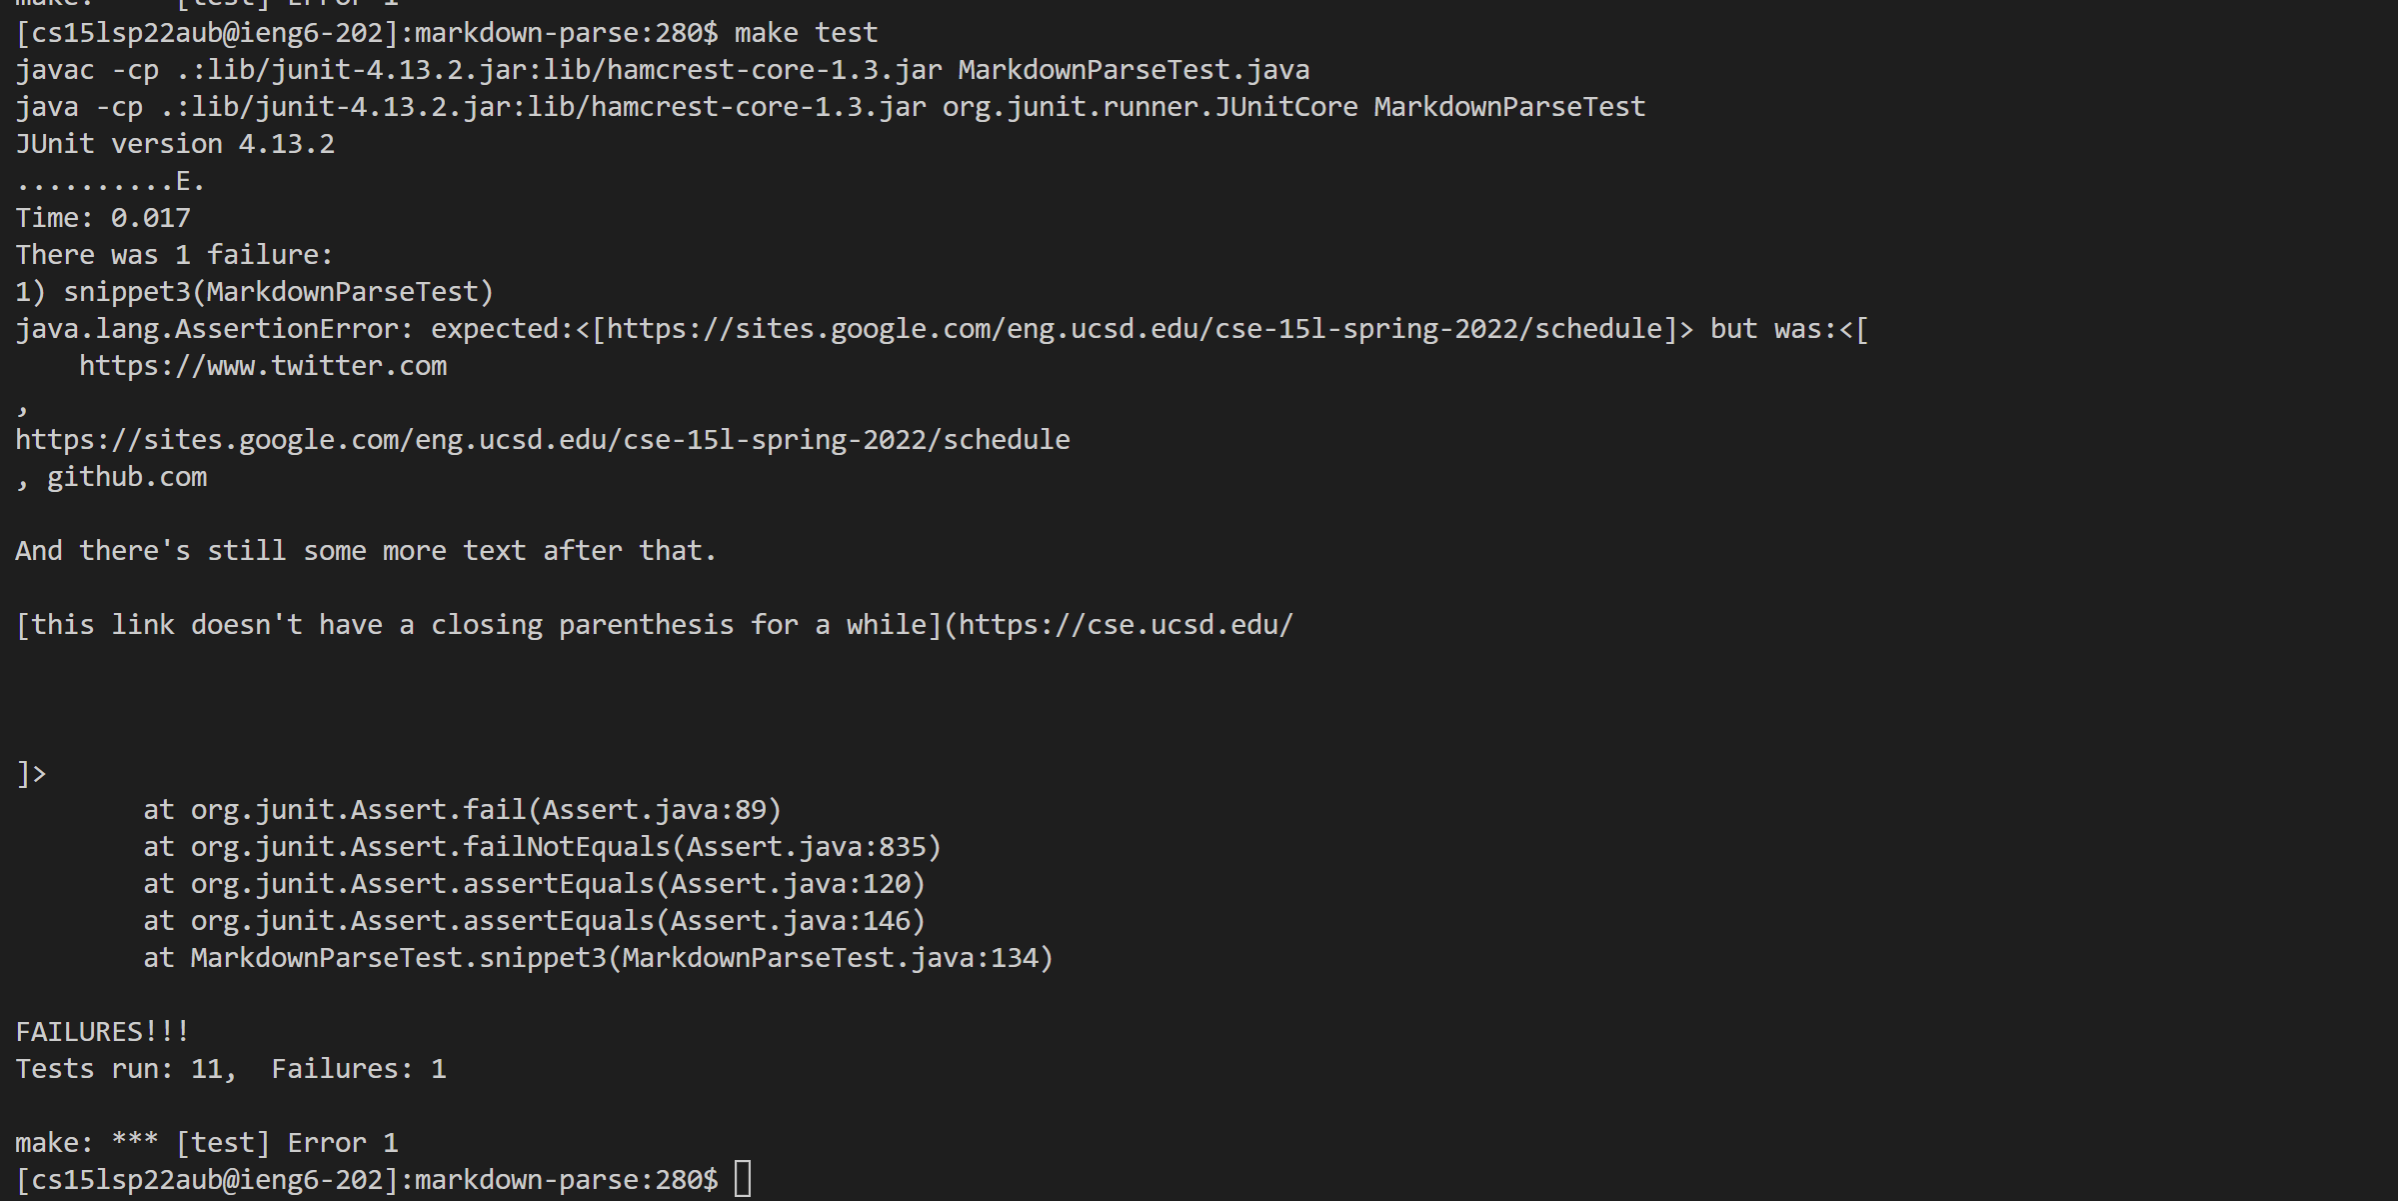 make: *** [test] Error 1
[cs15lsp22aub@ieng6-202]:markdown-parse:280$ make test
javac -cp .:lib/junit-4.13.2.jar:lib/hamcrest-core-1.3.jar MarkdownParseTest.java
java -cp .:lib/junit-4.13.2.jar:lib/hamcrest-core-1.3.jar org.junit.runner.JUnitCore MarkdownParseTest
JUnit version 4.13.2
..........E.
Time: 0.017
There was 1 failure:
1) snippet3(MarkdownParseTest)
java.lang.AssertionError: expected:<[https://sites.google.com/eng.ucsd.edu/cse-15l-spring-2022/schedule]> but was:<[
    https://www.twitter.com
,
https://sites.google.com/eng.ucsd.edu/cse-15l-spring-2022/schedule
, github.com

And there's still some more text after that.

[this link doesn't have a closing parenthesis for a while](https://cse.ucsd.edu/



]>
        at org.junit.Assert.fail(Assert.java:89)
        at org.junit.Assert.failNotEquals(Assert.java:835)
        at org.junit.Assert.assertEquals(Assert.java:120)
        at org.junit.Assert.assertEquals(Assert.java:146)
        at MarkdownParseTest.snippet3(MarkdownParseTest.java:134)

FAILURES!!!
Tests run: 11,  Failures: 1

make: *** [test] Error 1
[cs15lsp22aub@ieng6-202]:markdown-parse:280$